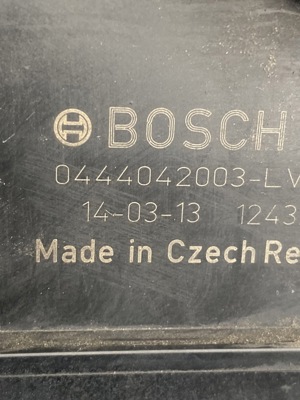 BOSCH
0444042003-LV
14-03-13 1243
Made in Czech Re